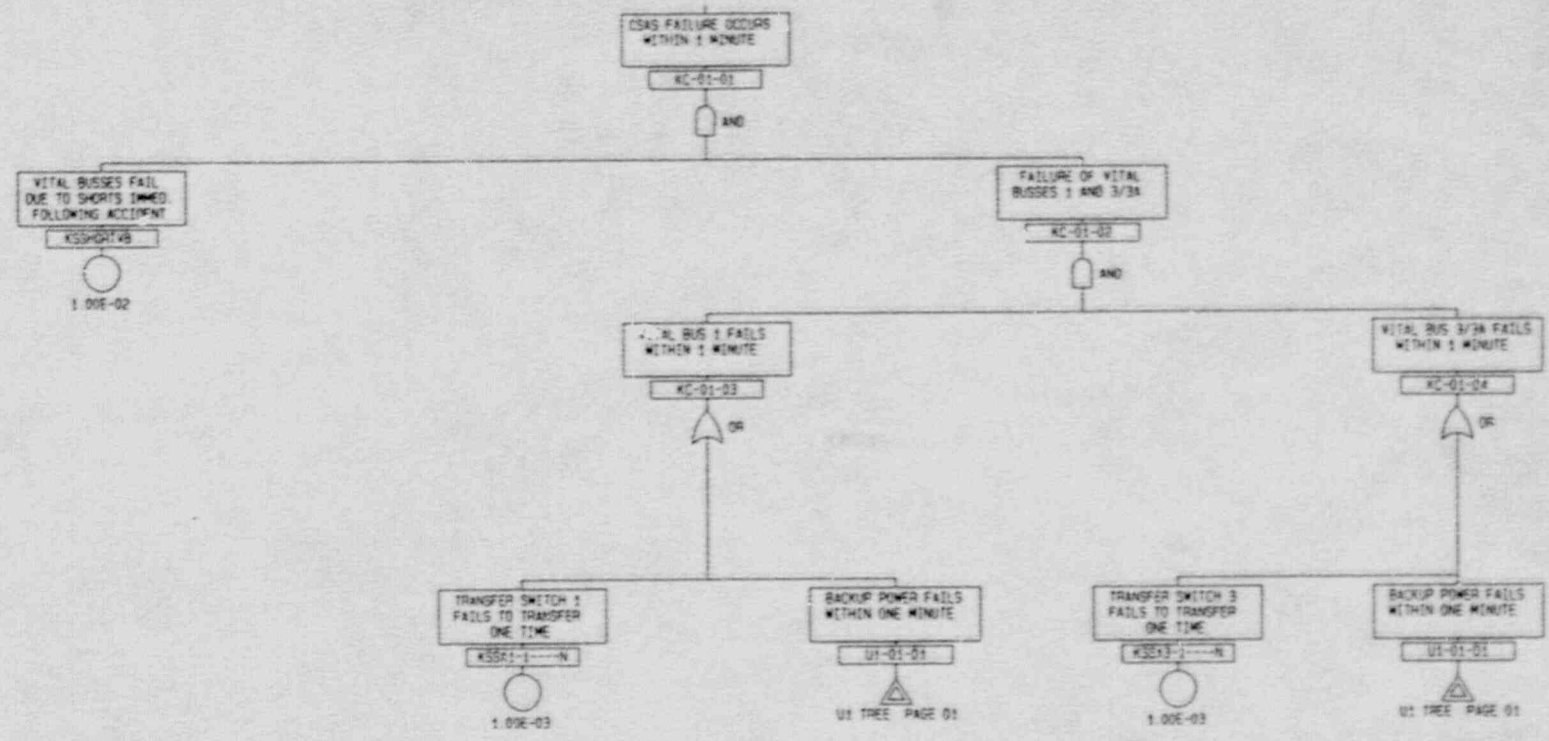 CSAS FAILURE OCCURS
WITHIN 1 MINUTE
KC-01-01
AND
VITAL BUSSES FAIL
DUE TO SHORTS IMMED.
FOLLOWING ACCIDENT
1.00E-02
FAILURE OF VITAL
BUSSES 1 AND 3/3A
KC-01-02
AND
BUS 1 FAILS
WITHIN 1 MINUTE
KC-01-03
OR
VITAL BUS 3/3A FAILS
WITHIN 1 MINUTE
KC-01-04
OR
TRANSFER SWITCH 1
FAILS TO TRANSFER
ONE TIME
1.00E-03
BACKUP POWER FAILS
WITHIN ONE MINUTE
U1-01-01
U1 TREE PAGE 01
TRANSFER SWITCH 3
FAILS TO TRANSFER
ONE TIME
1.00E-03
BACKUP POWER FAILS
WITHIN ONE MINUTE
U1-01-01
U1 TREE PAGE 01